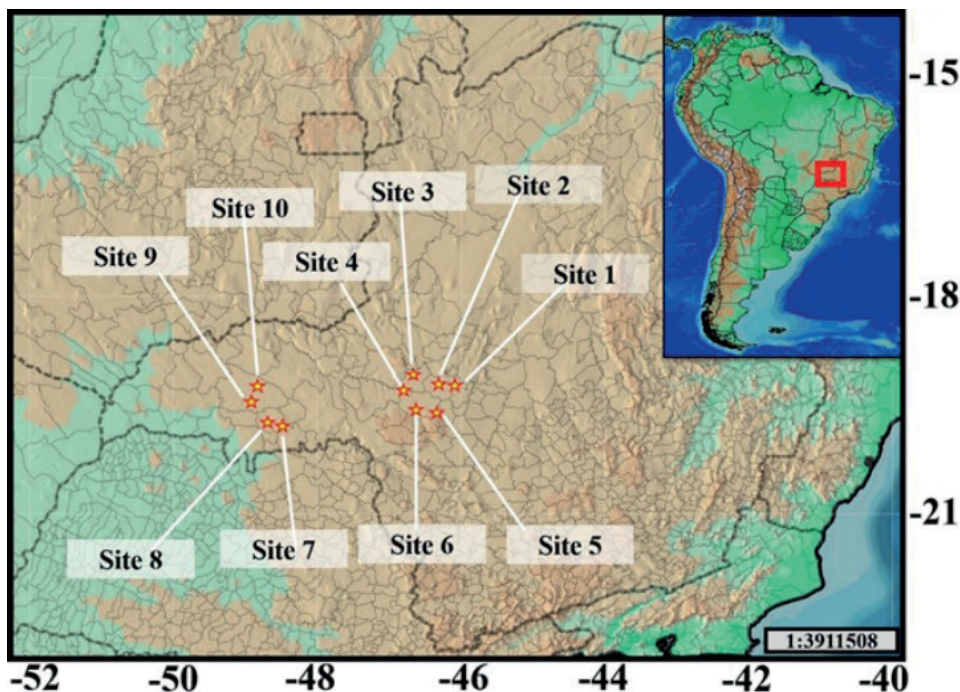 -15
Site 3
Site 2
Site 10
Site 9
Site 4
Site 1
-18
-21
Site 8
Site 7
Site 6
Site 5
1:3911508
-52
-50
-48
-46
-44
-42
-40